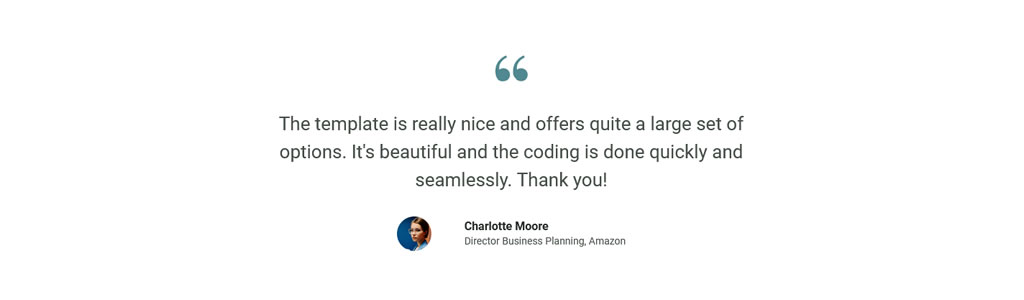 “
The template is really nice and offers quite a large set of
options. It's beautiful and the coding is done quickly and
seamlessly. Thank you!
Charlotte Moore
Director Business Planning, Amazon